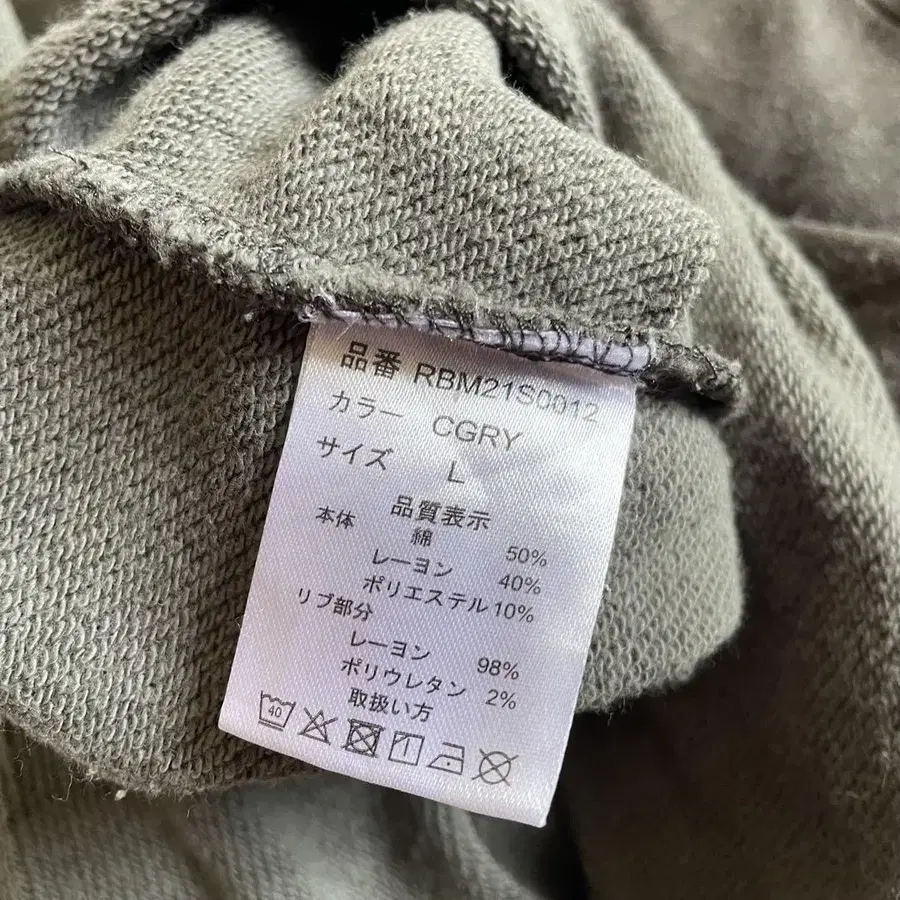 品番 RBM21S0012
カラー CGRY
サイズ L
品質表示
本体 綿 50%
レーヨン 40%
ポリエステル 10%
リブ部分
レーヨン 98%
ポリウレタン 2%
取扱い方
40